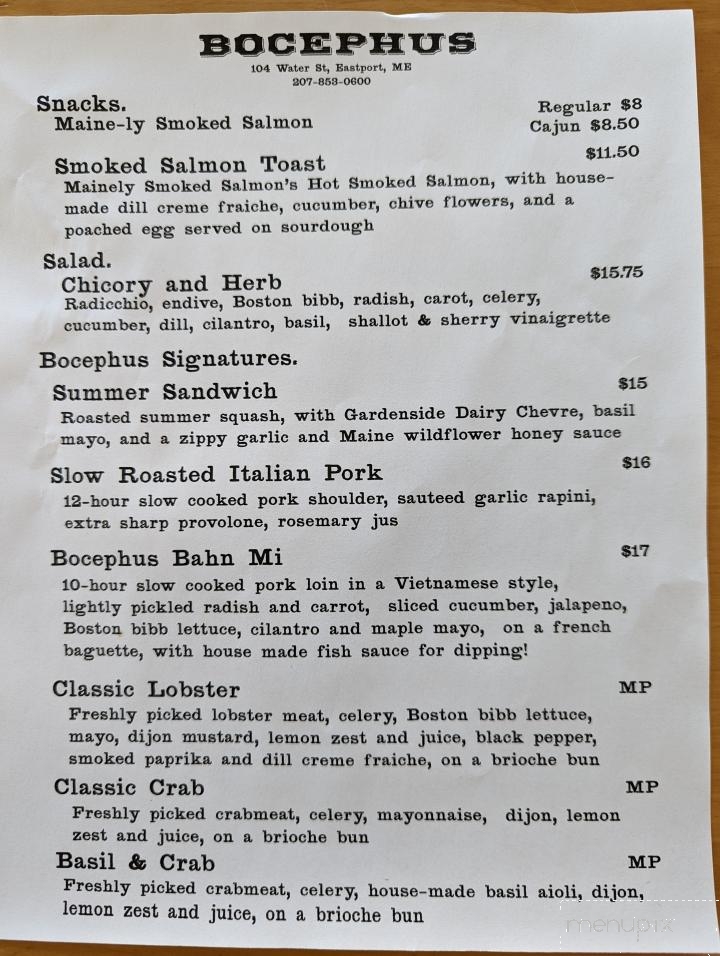 BOCEPHUS
104 Water St, Eastport, ME
207-853-0600
Snacks.
Maine-ly Smoked Salmon Regular $8
Cajun $8.50
Smoked Salmon Toast $11.50
Mainely Smoked Salmon's Hot Smoked Salmon, with house-
made dill creme fraiche, cucumber, chive flowers, and a
poached egg served on sourdough
Salad.
Chicory and Herb $15.75
Radicchio, endive, Boston bibb, radish, carot, celery,
cucumber, dill, cilantro, basil, shallot & sherry vinaigrette
Bocephus Signatures.
Summer Sandwich $15
Roasted summer squash, with Gardenside Dairy Chevre, basil
mayo, and a zippy garlic and Maine wildflower honey sauce
Slow Roasted Italian Pork $16
12-hour slow cooked pork shoulder, sauteed garlic rapini,
extra sharp provolone, rosemary jus
Bocephus Bahn Mi $17
10-hour slow cooked pork loin in a Vietnamese style,
lightly pickled radish and carrot, sliced cucumber, jalapeno,
Boston bibb lettuce, cilantro and maple mayo, on a french
baguette, with house made fish sauce for dipping!
Classic Lobster MP
Freshly picked lobster meat, celery, Boston bibb lettuce,
mayo, dijon mustard, lemon zest and juice, black pepper,
smoked paprika and dill creme fraiche, on a brioche bun
Classic Crab MP
Freshly picked crabmeat, celery, mayonnaise, dijon, lemon
zest and juice, on a brioche bun
Basil & Crab MP
Freshly picked crabmeat, celery, house-made basil aioli, dijon,
lemon zest and juice, on a brioche bun
menupix